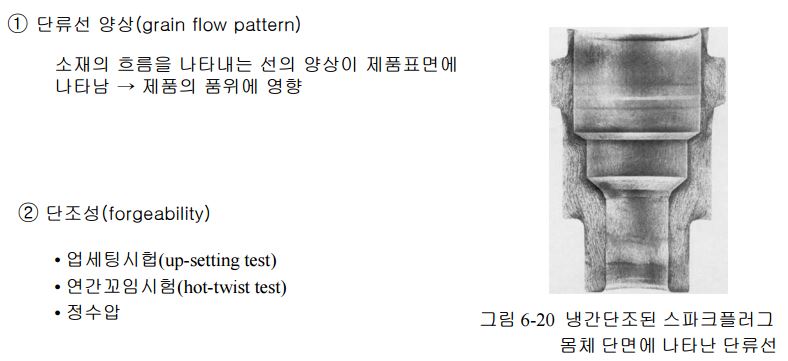 ① 단류선 양상(grain flow pattern)
소재의 흐름을 나타내는 선의 양상이 제품표면에
나타남 → 제품의 품위에 영향
② 단조성(forgeability)
• 업세팅시헙(up-setting test)
• 연간꼬임시험(hot-twist test)
• 정수압
그림 6-20 냉간단조된 스파크플러그
몸체 단면에 나타난 단류선